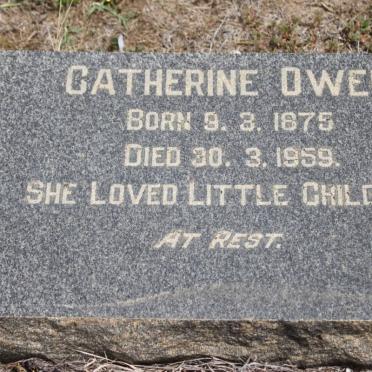 CATHERINE OWE
BORN 9. 3. 1875
DIED 30. 3. 1959.
SHE LOVED LITTLE CHILD
AT REST.